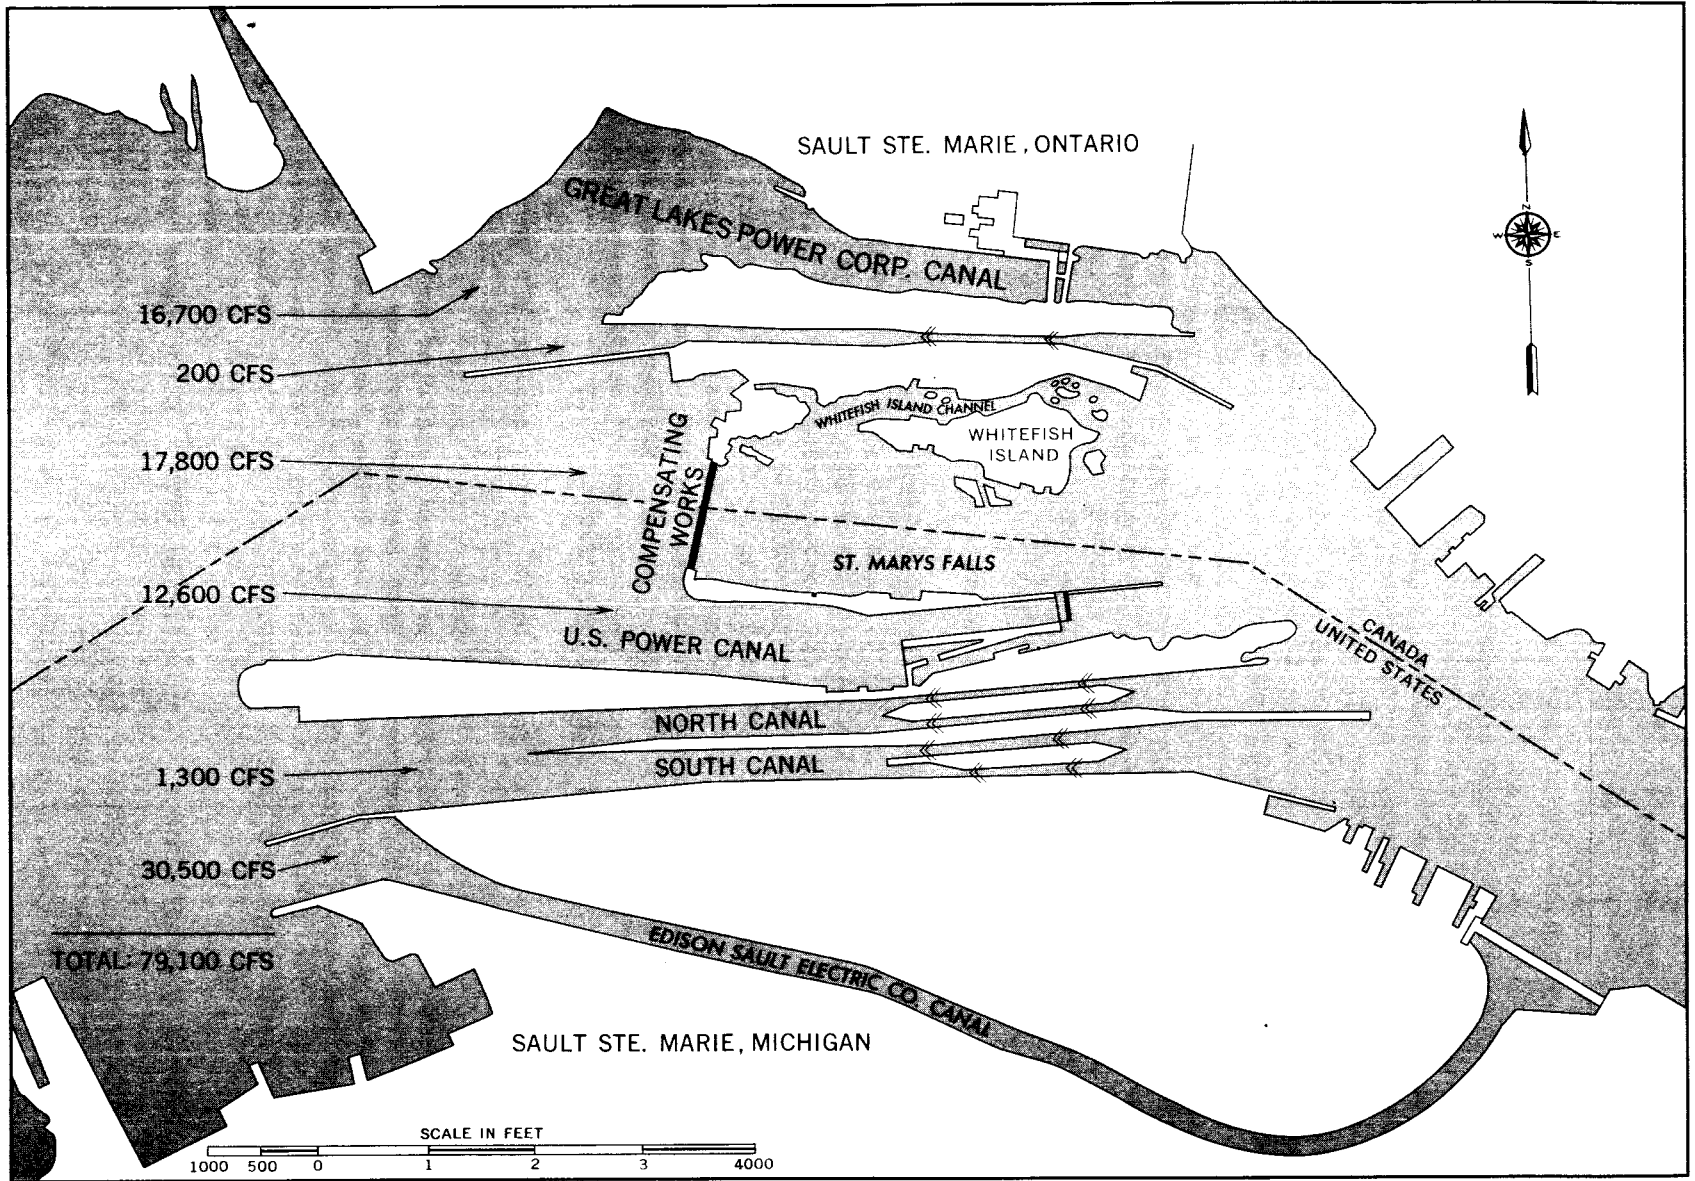 SAULT STE. MARIE, ONTARIO
GREAT LAKES POWER CORP. CANAL
N
W E
S
16,700 CFS
200 CFS
WHITEFISH ISLAND CHANNEL
WHITEFISH
ISLAND
17,800 CFS
COMPENSATING
WORKS
ST. MARYS FALLS
12,600 CFS
U.S. POWER CANAL
CANADA
UNITED STATES
NORTH CANAL
SOUTH CANAL
1,300 CFS
30,500 CFS
TOTAL: 79,100 CFS
EDISON SAULT ELECTRIC CO. CANAL
SAULT STE. MARIE, MICHIGAN
SCALE IN FEET
1000 500 0 1 2 3 4000